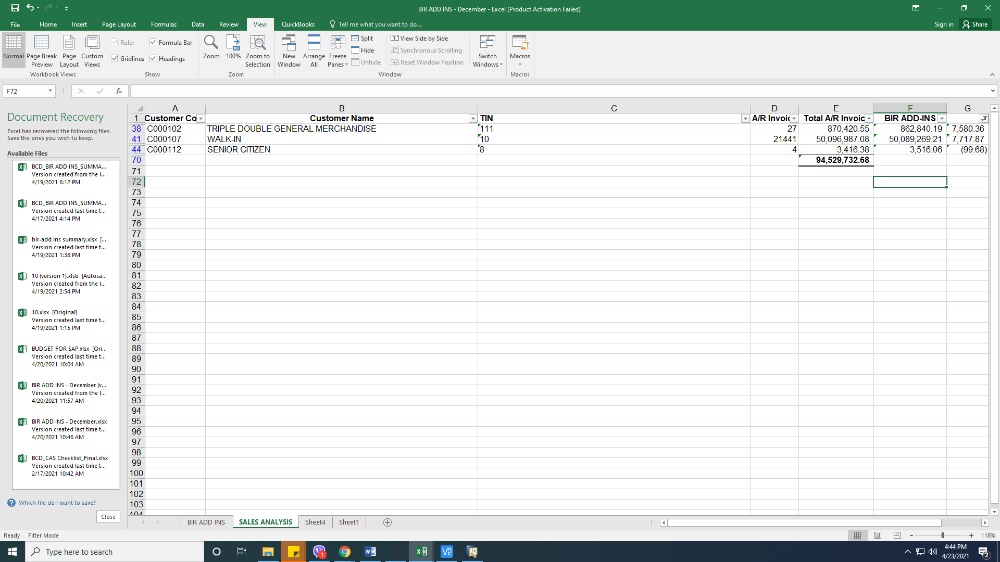 BIR ADD INS - December - Excel (Product Activation Failed)
File Home Insert Page Layout Formulas Data Review View QuickBooks Tell me what you want to do... Sign in Share
Normal
Page Break Preview
Page Layout
Custom Views
Workbook Views
Ruler
Formula Bar
Gridlines
Headings
Show
Zoom
100%
Zoom to Selection
Zoom
New Window
Arrange All
Freeze Panes
Split
Hide
Unhide
View Side by Side
Synchronous Scrolling
Reset Window Position
Window
Switch Windows
Macros
Macros
F72
fx
Document Recovery
Excel has recovered the following files.
Save the ones you wish to keep.
Available Files
BCD_BIR ADD INS_SUMMA...
Version created from the l...
4/19/2021 6:12 PM
BCD_BIR ADD INS_SUMMA...
Version created last time t...
4/17/2021 4:14 PM
bir-add ins summary.xlsx [...
Version created last time t...
4/19/2021 1:38 PM
10 (version 1).xlsb [Autosa...
Version created from the l...
4/19/2021 2:54 PM
10.xlsx [Original]
Version created last time t...
4/19/2021 1:15 PM
BUDGET FOR SAP.xlsx [Ori...
Version created last time t...
4/20/2021 10:04 AM
BIR ADD INS - December (v...
Version created from the l...
4/20/2021 11:57 AM
BIR ADD INS - December.xlsx
Version created last time t...
4/20/2021 10:46 AM
BCD_CAS Checklist_Final.xlsx
Version created last time t...
2/17/2021 10:42 AM
Which file do I want to save?
Close
A B C D E F G
1 Customer Co Customer Name TIN A/R Invoic Total A/R Invoic BIR ADD-INS
38 C000102 TRIPLE DOUBLE GENERAL MERCHANDISE 111 27 870,420.55 862,840.19 7,580.36
41 C000107 WALK-IN 10 21441 50,096,987.08 50,089,269.21 7,717.87
44 C000112 SENIOR CITIZEN 8 4 3,416.38 3,516.06 (99.68)
70 94,529,732.68
71
72
73
74
75
76
77
78
79
80
81
82
83
84
85
86
87
88
89
90
91
92
93
94
95
96
97
98
99
100
101
102
103
104
BIR ADD INS SALES ANALYSIS Sheet4 Sheet1
Ready Filter Mode 118%
Type here to search
1
4:44 PM
4/23/2021
2